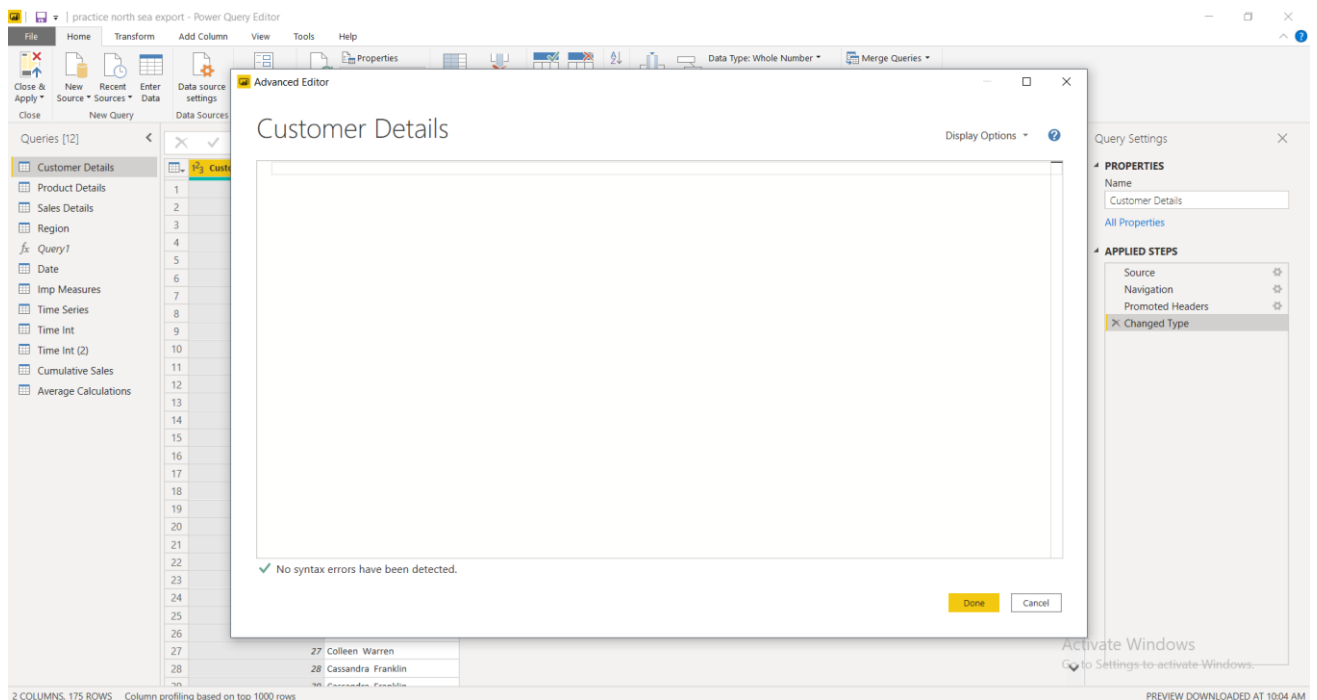 practice north sea export - Power Query Editor
File Home Transform Add Column View Tools Help
Close & Apply
New Source
Recent Sources
Enter Data
Data source settings
Properties
Data Type: Whole Number
Merge Queries
Close New Query Data Sources
Queries [12]
Customer Details
Product Details
Sales Details
Region
fx Query1
Date
Imp Measures
Time Series
Time Int
Time Int (2)
Cumulative Sales
Average Calculations
1
2
3
4
5
6
7
8
9
10
11
12
13
14
15
16
17
18
19
20
21
22
23
24
25
26
27 27 Colleen Warren
28 28 Cassandra Franklin
Advanced Editor
Customer Details
Display Options
No syntax errors have been detected.
Done Cancel
Query Settings
PROPERTIES
Name
Customer Details
All Properties
APPLIED STEPS
Source
Navigation
Promoted Headers
Changed Type
Activate Windows
Go to Settings to activate Windows.
2 COLUMNS, 175 ROWS Column profiling based on top 1000 rows
PREVIEW DOWNLOADED AT 10:04 AM